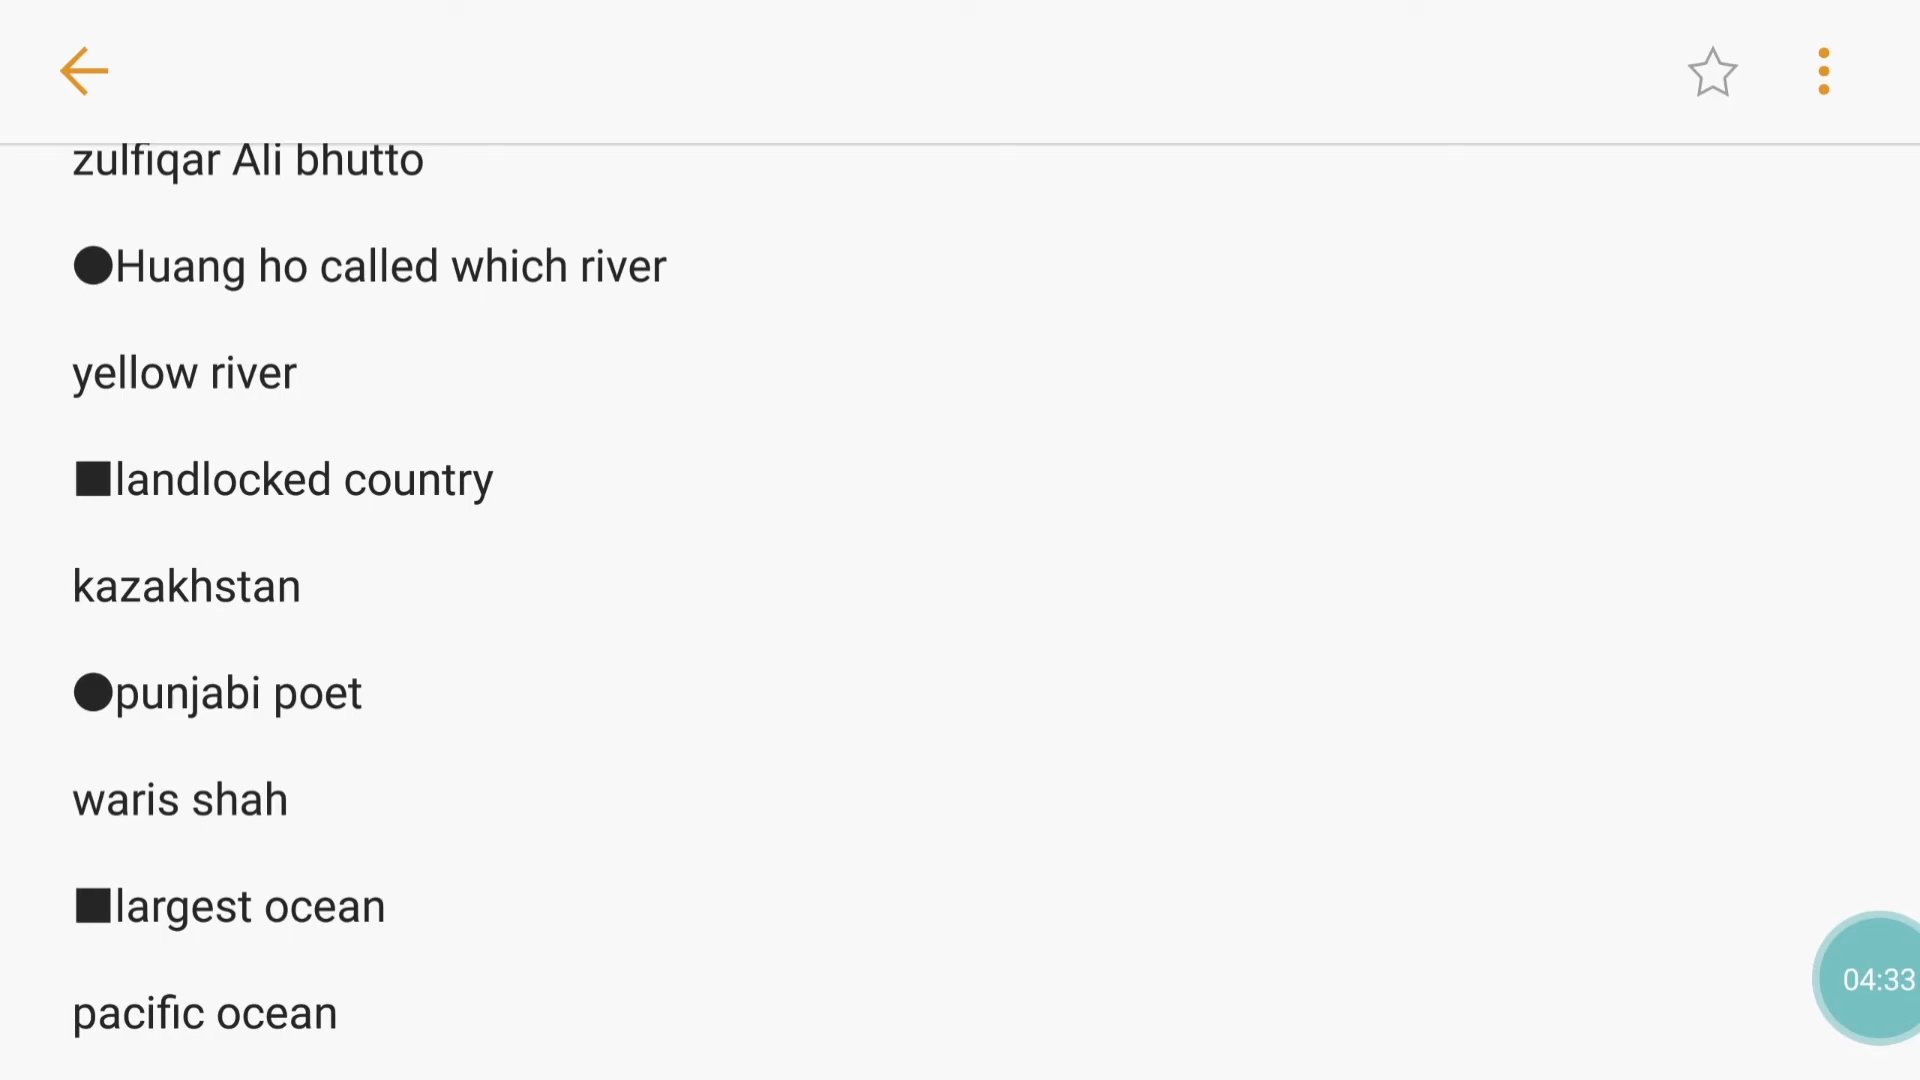 zulfiqar Ali bhutto
●Huang ho called which river
yellow river
■landlocked country
kazakhstan
●punjabi poet
waris shah
■largest ocean
pacific ocean
04:33